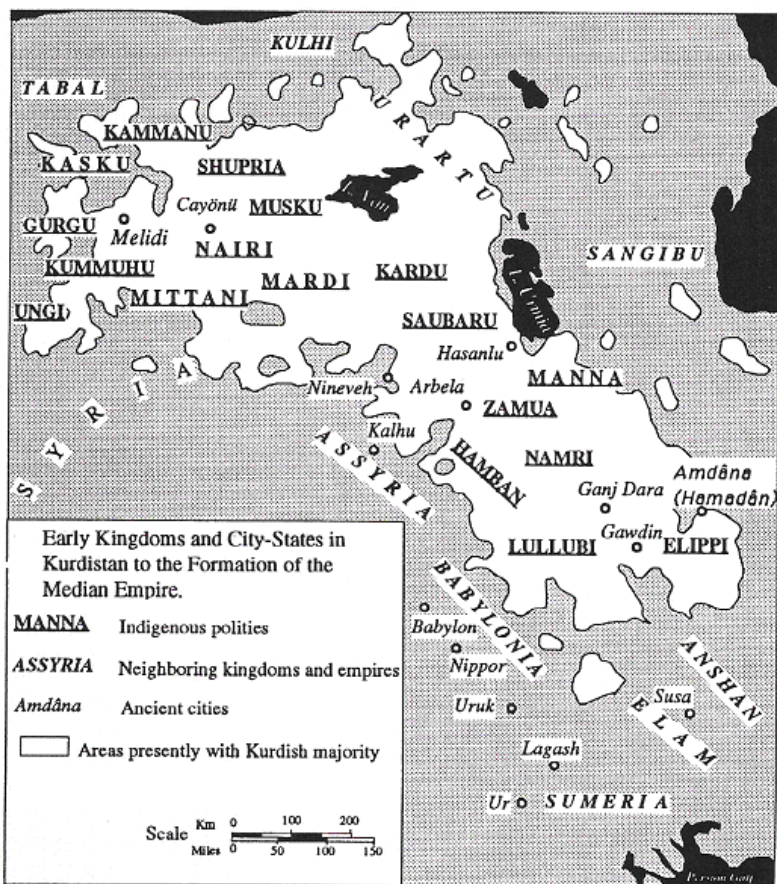 KULHI
TABAL
URARTU
KAMMANU
KASKU
SHUPRIA
L. Van
Cayönü
MUSKU
GURGU
Melidi
NAIRI
SANGIBU
KUMMUHU
MARDI
KARDU
L. Urmia
MITTANI
UNGI
SAUBARU
Hasanlu
MANNA
Nineveh
Arbela
ZAMUA
SYRIA
Kalhu
ASSYRIA
HAMBAN
NAMRI
Amdâna
(Hamadân)
Ganj Dara
Gawdin
LULLUBI
ELIPPI
BABYLONIA
Babylon
Nippor
ANSHAN
Uruk
Susa
ELAM
Lagash
Ur
SUMERIA
Persian Gulf
Early Kingdoms and City-States in
Kurdistan to the Formation of the
Median Empire.
MANNA Indigenous polities
ASSYRIA Neighboring kingdoms and empires
Amdâna Ancient cities
Areas presently with Kurdish majority
Scale
Km 0 100 200
Miles 0 50 100 150